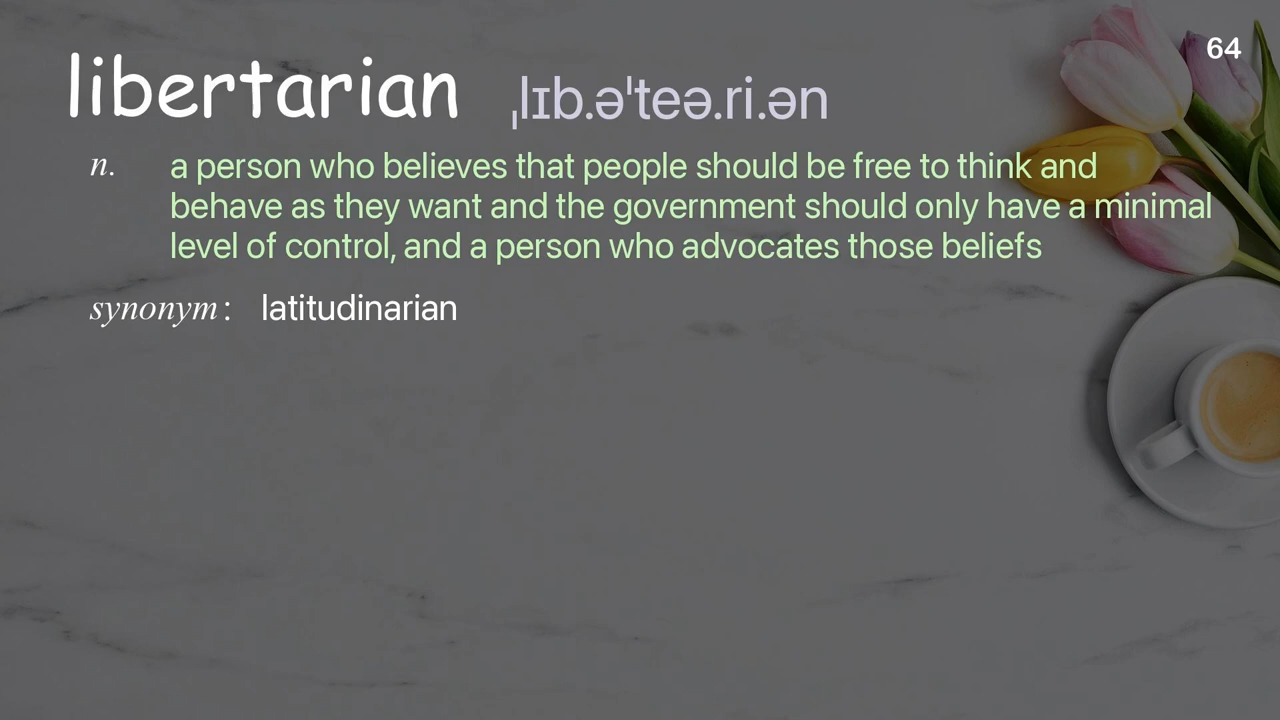 64
libertarian ˌlɪb.əˈteə.ri.ən
n. a person who believes that people should be free to think and
behave as they want and the government should only have a minimal
level of control, and a person who advocates those beliefs
synonym: latitudinarian